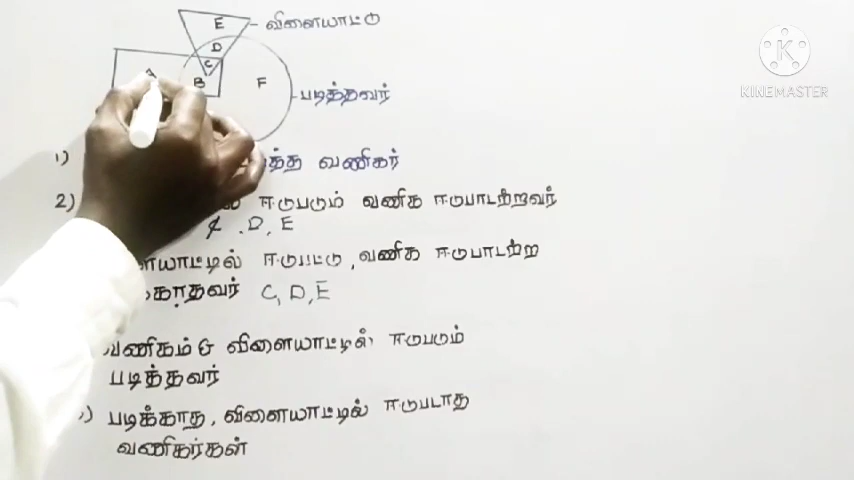 E
விளையாட்டு
D
C
A
B
F
படித்தவர்
KINEMASTER
1) வணிகர்
2) ஈடுபடும் வணிக ஈடுபாடற்றவர்
C, D, E
ஈடுபட்டு, வணிக ஈடுபாடற்ற
C, D, E
வணிகம் & விளையாட்டில் ஈடுபடும்
படித்தவர்
படிக்காத, விளையாட்டில் ஈடுபடாத
வணிகர்கள்